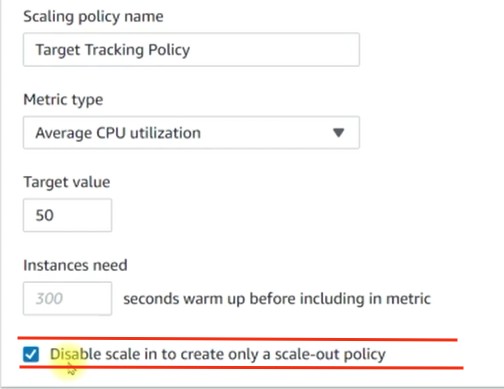 Scaling policy name
Target Tracking Policy
Metric type
Average CPU utilization
Target value
50
Instances need
300 seconds warm up before including in metric
Disable scale in to create only a scale-out policy